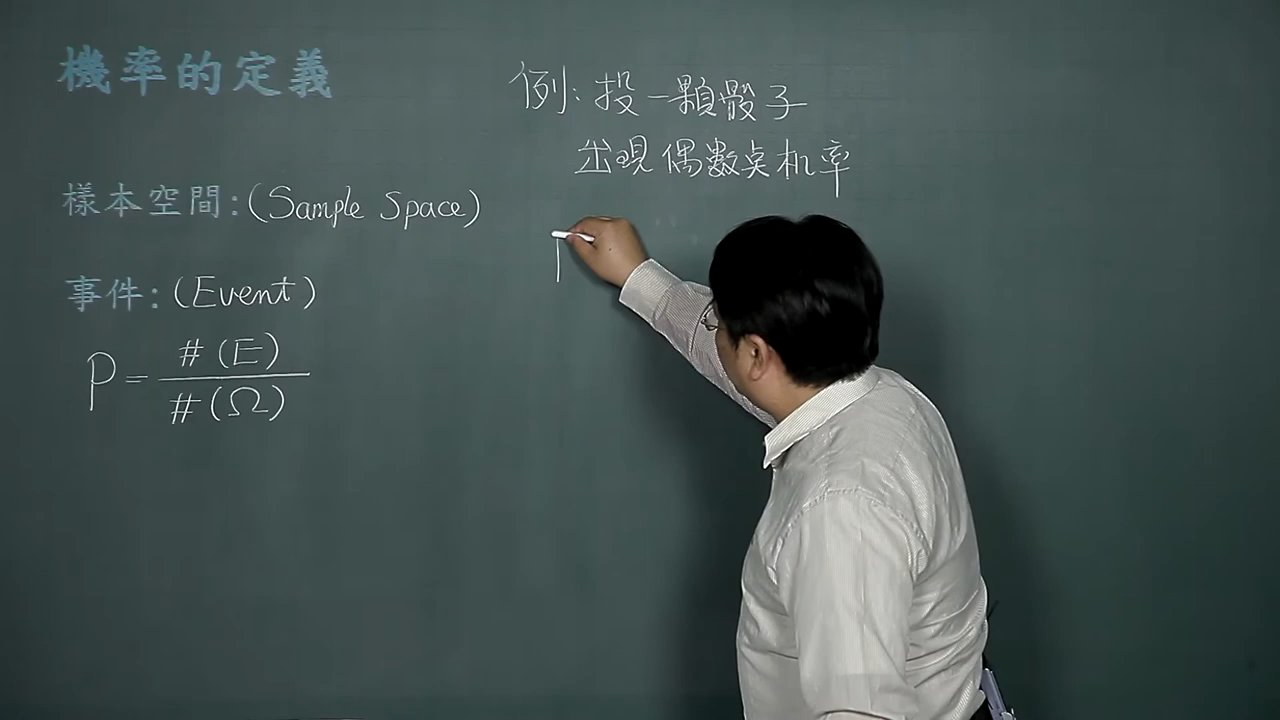 機率的定義
樣本空間:(Sample Space)
事件:(Event)
P=#(E)/#(Ω)
例:投一顆骰子
出現偶數点机率